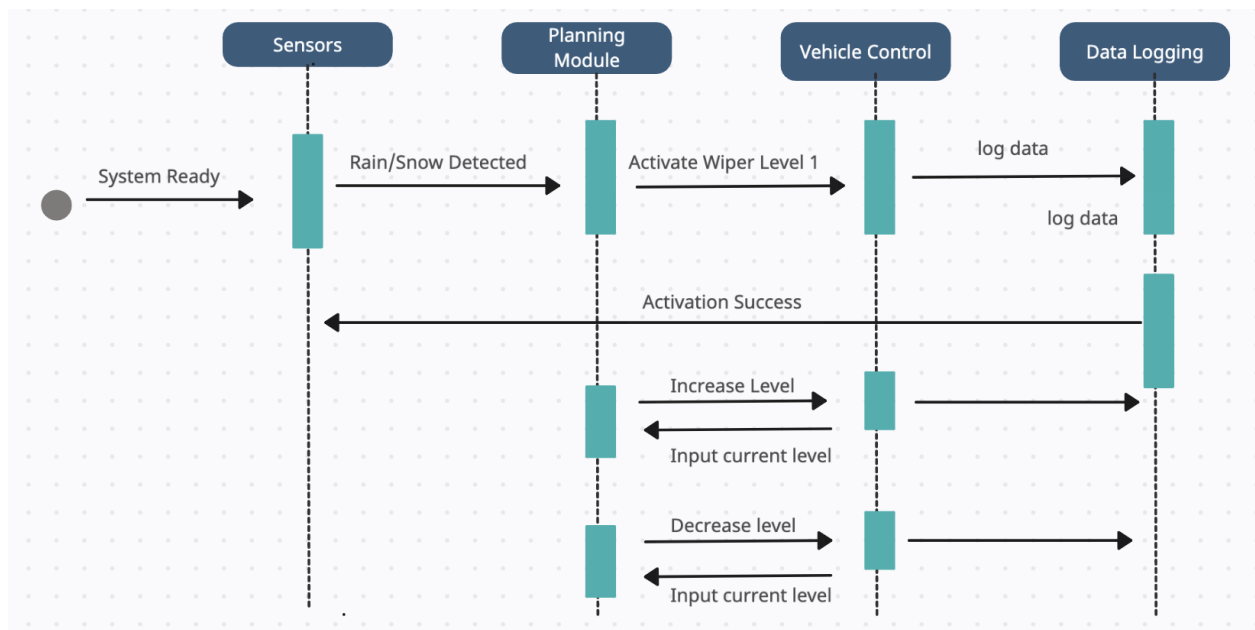 Sensors
Planning
Module
Vehicle Control
Data Logging
System Ready
Rain/Snow Detected
Activate Wiper Level 1
log data
log data
Activation Success
Increase Level
Input current level
Decrease level
Input current level